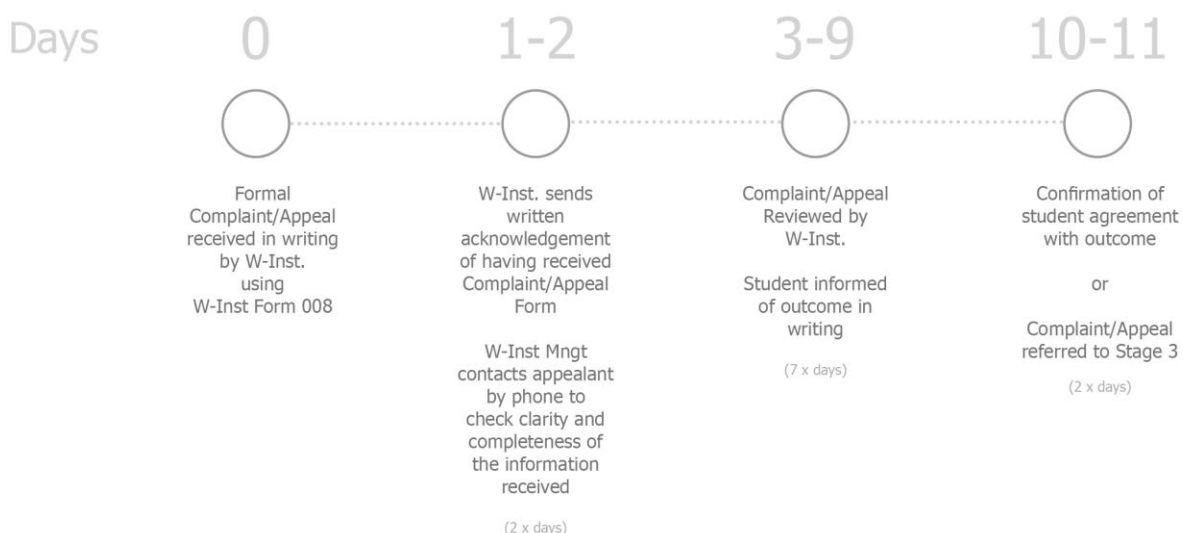 Days
0
1-2
3-9
10-11
Formal
Complaint/Appeal
received in writing
by W-Inst.
using
W-Inst Form 008
W-Inst. sends
written
acknowledgement
of having received
Complaint/Appeal
Form
W-Inst Mngt
contacts appealant
by phone to
check clarity and
completeness of
the information
received
(2 x days)
Complaint/Appeal
Reviewed by
W-Inst.
Student informed
of outcome in
writing
(7 x days)
Confirmation of
student agreement
with outcome
or
Complaint/Appeal
referred to Stage 3
(2 x days)